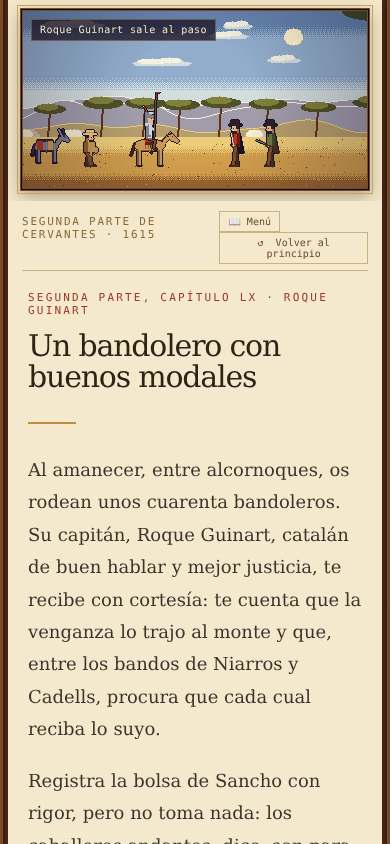 Roque Guinart sale al paso
SEGUNDA PARTE DE
CERVANTES · 1615
📖 Menú
↺ Volver al
principio
SEGUNDA PARTE, CAPÍTULO LX · ROQUE
GUINART
Un bandolero con
buenos modales
Al amanecer, entre alcornoques, os
rodean unos cuarenta bandoleros.
Su capitán, Roque Guinart, catalán
de buen hablar y mejor justicia, te
recibe con cortesía: te cuenta que la
venganza lo trajo al monte y que,
entre los bandos de Niarros y
Cadells, procura que cada cual
reciba lo suyo.
Registra la bolsa de Sancho con
rigor, pero no toma nada: los